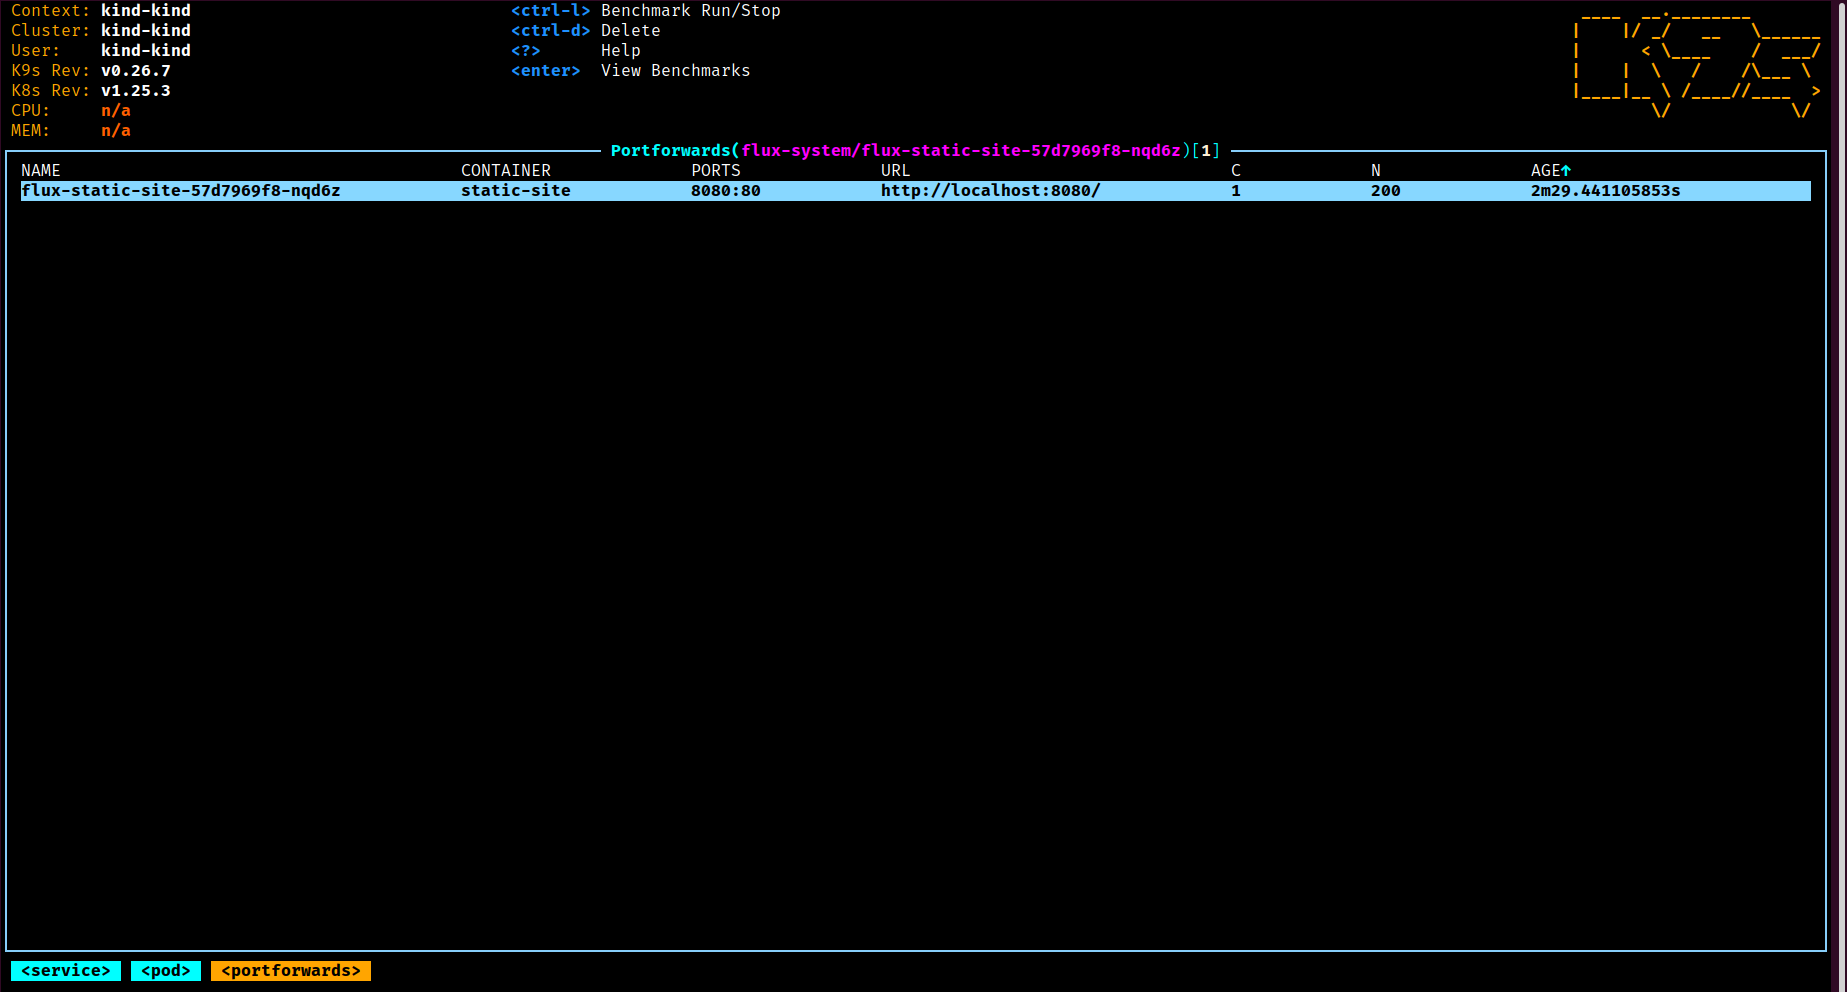 Context: kind-kind <ctrl-l> Benchmark Run/Stop
Cluster: kind-kind <ctrl-d> Delete
User: kind-kind <?> Help
K9s Rev: v0.26.7 <enter> View Benchmarks
K8s Rev: v1.25.3
CPU: n/a
MEM: n/a
Portforwards(flux-system/flux-static-site-57d7969f8-nqd6z)[1]
NAME CONTAINER PORTS URL C N AGE↑
flux-static-site-57d7969f8-nqd6z static-site 8080:80 http://localhost:8080/ 1 200 2m29.441105853s
<service> <pod> <portforwards>